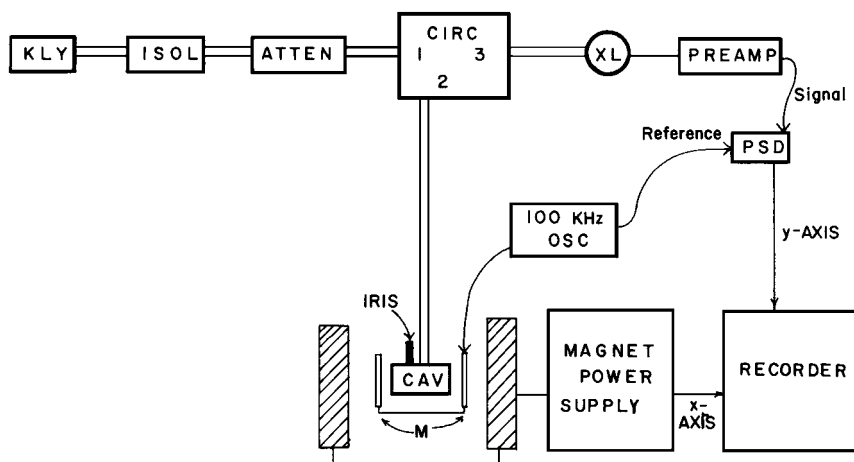 KLY
ISOL
ATTEN
CIRC
1 3
2
XL
PREAMP
Signal
Reference
PSD
100 KHz
OSC
y-AXIS
IRIS
CAV
M
MAGNET
POWER
SUPPLY
x-
AXIS
RECORDER